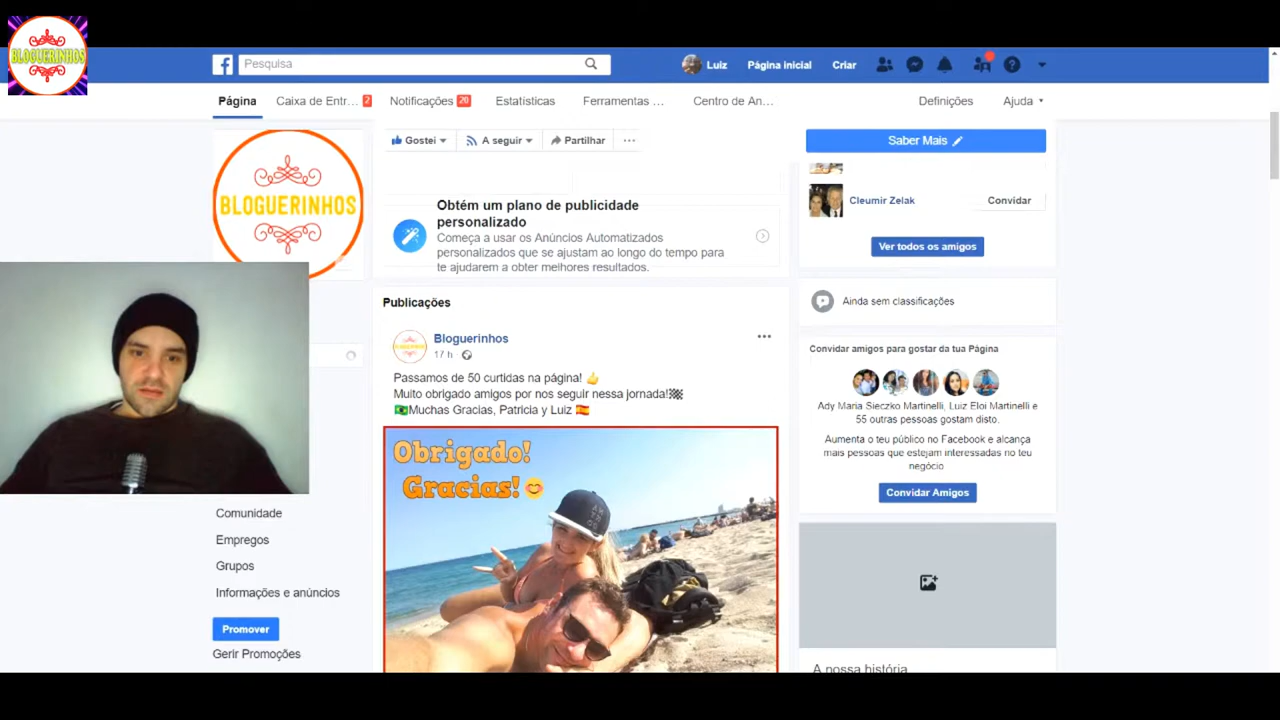 BLOGUERINHOS
Pesquisa
Luiz
Página inicial
Criar
Página
Caixa de Entr... 2
Notificações 20
Estatísticas
Ferramentas ...
Centro de An...
Definições
Ajuda
Gostei
A seguir
Partilhar
...
Saber Mais
BLOGUERINHOS
Obtém um plano de publicidade
personalizado
Começa a usar os Anúncios Automatizados
personalizados que se ajustam ao longo do tempo para
te ajudarem a obter melhores resultados.
Cleumir Zelak
Convidar
Ver todos os amigos
Ainda sem classificações
Publicações
Bloguerinhos
17 h ·
Passamos de 50 curtidas na página! 👍
Muito obrigado amigos por nos seguir nessa jornada!🏁
🇧🇷Muchas Gracias, Patricia y Luiz 🇪🇸
Obrigado!
Gracias!😊
Convidar amigos para gostar da tua Página
Ady Maria Sieczko Martinelli, Luiz Eloi Martinelli e
55 outras pessoas gostam disto.
Aumenta o teu público no Facebook e alcança
mais pessoas que estejam interessadas no teu
negócio
Convidar Amigos
Comunidade
Empregos
Grupos
Informações e anúncios
Promover
Gerir Promoções
A nossa história